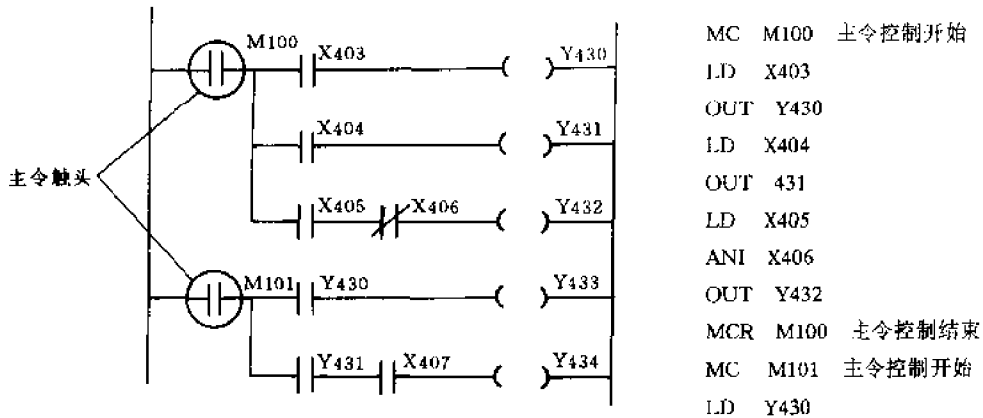 M100
X403
Y430
X404
Y431
主令触头
X405 X406 Y432
M101 Y430 Y433
Y431 X407 Y434
MC M100 主令控制开始
LD X403
OUT Y430
LD X404
OUT 431
LD X405
ANI X406
OUT Y432
MCR M100 主令控制结束
MC M101 主令控制开始
LD Y430